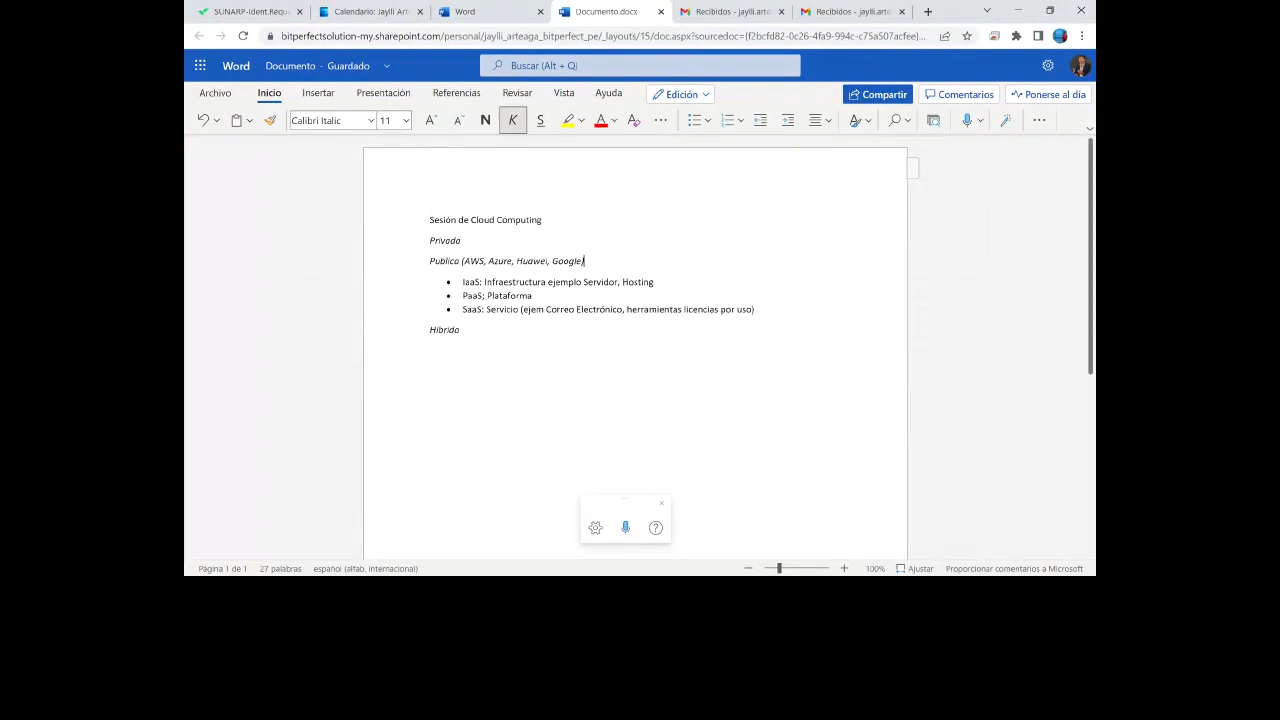 SUNARP-Ident.Requ
Calendario: Jaylli Art
Word
Documento.docx
Recibidos - jaylli.arte
Recibidos - jaylli.arte
bitperfectsolution-my.sharepoint.com/personal/jaylli_arteaga_bitperfect_pe/_layouts/15/doc.aspx?sourcedoc={f2bcfd82-0c26-4fa9-994c-c75a507acfee}...
Word
Documento - Guardado
Buscar (Alt + Q)
Archivo Inicio Insertar Presentación Referencias Revisar Vista Ayuda
Edición
Compartir
Comentarios
Ponerse al día
Calibri Italic
11
N K S
Sesión de Cloud Computing
Privada
Publica (AWS, Azure, Huawei, Google)
• IaaS: Infraestructura ejemplo Servidor, Hosting
• PaaS; Plataforma
• SaaS: Servicio (ejem Correo Electrónico, herramientas licencias por uso)
Híbrida
Página 1 de 1
27 palabras
español (alfab. internacional)
100%
Ajustar
Proporcionar comentarios a Microsoft